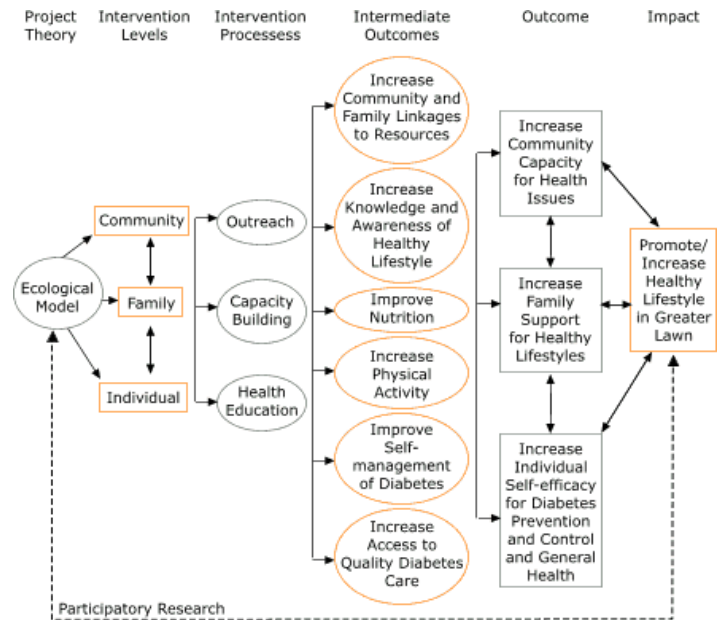 Project
Theory
Intervention
Levels
Intervention
Processess
Intermediate
Outcomes
Outcome
Impact
Ecological
Model
Community
Family
Individual
Outreach
Capacity
Building
Health
Education
Increase
Community and
Family Linkages
to Resources
Increase
Knowledge and
Awareness of
Healthy
Lifestyle
Improve
Nutrition
Increase
Physical
Activity
Improve
Self-
management
of Diabetes
Increase
Access to
Quality Diabetes
Care
Increase
Community
Capacity
for Health
Issues
Increase
Family
Support
for Healthy
Lifestyles
Increase
Individual
Self-efficacy
for Diabetes
Prevention
and Control
and General
Health
Promote/
Increase
Healthy
Lifestyle
in Greater
Lawn
Participatory Research